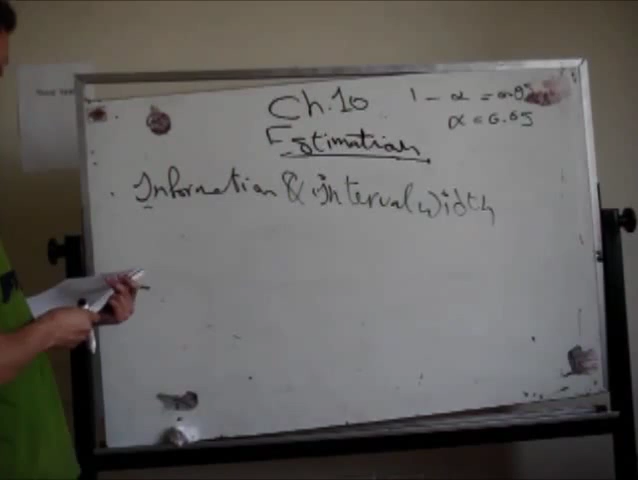 Ch.10
1 - α = 0.95
α = 0.05
Estimation
Information & interval width